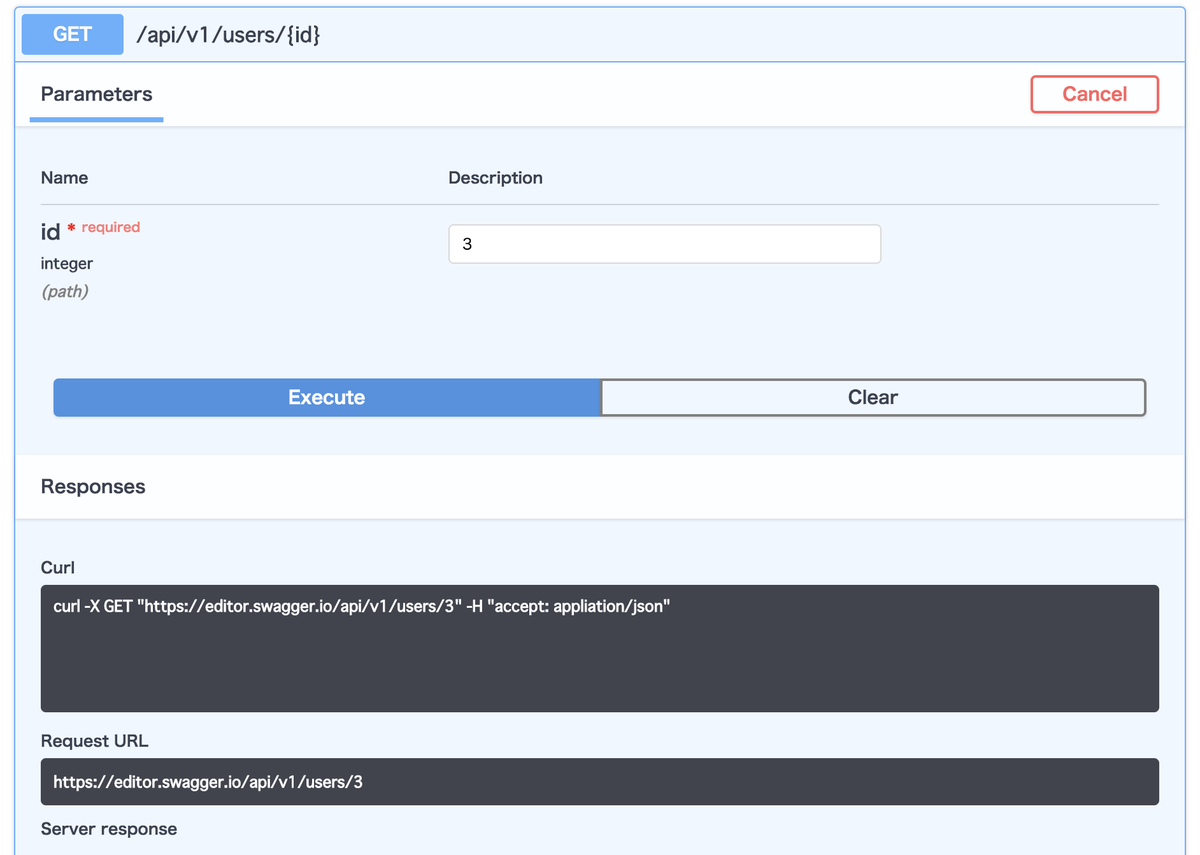 GET /api/v1/users/{id}
Parameters
Cancel
Name Description
id * required
3
integer
(path)
Execute Clear
Responses
Curl
curl -X GET "https://editor.swagger.io/api/v1/users/3" -H "accept: appliation/json"
Request URL
https://editor.swagger.io/api/v1/users/3
Server response